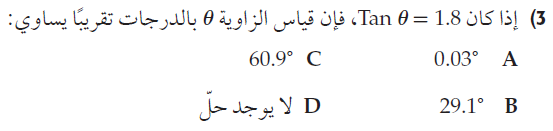 3) إذا كان Tan θ = 1.8، فإن قياس الزاوية θ بالدرجات تقريبًا يساوي:
0.03° A
60.9° C
29.1° B
D لا يوجد حلّ